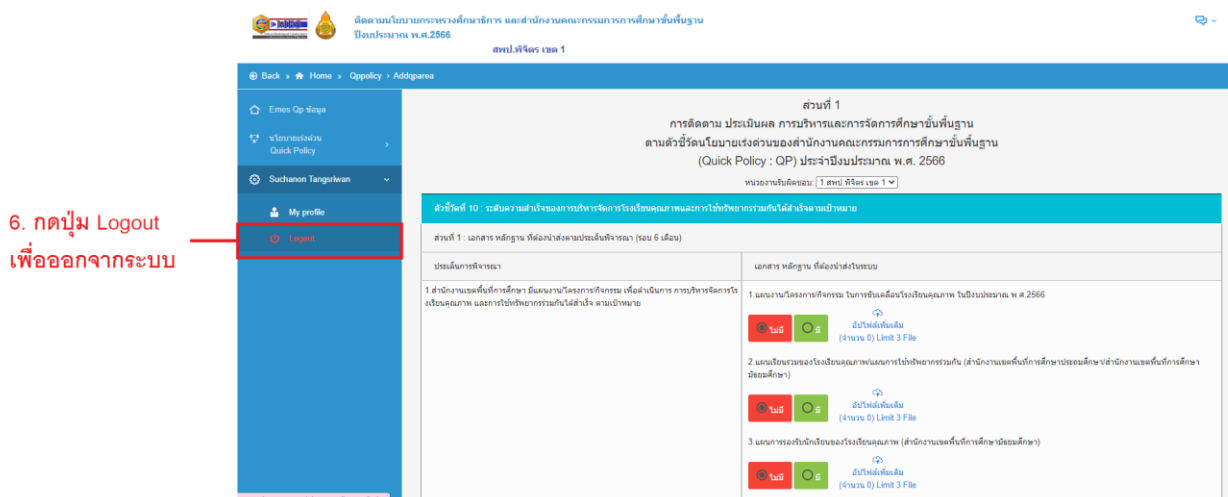 ติดตามนโยบายกระทรวงศึกษาธิการ และสำนักงานคณะกรรมการการศึกษาขั้นพื้นฐาน
ปีงบประมาณ พ.ศ.2566
สพป.พิจิตร เขต 1
Back » Home » Qppolicy › Addqparea
Emes Qp ข้อมูล
นโยบายเร่งด่วน
Quick Policy
Suchanon Tangsriwan
My profile
Logout
6. กดปุ่ม Logout
เพื่อออกจากระบบ
ส่วนที่ 1
การติดตาม ประเมินผล การบริหารและการจัดการศึกษาขั้นพื้นฐาน
ตามตัวชี้วัดนโยบายเร่งด่วนของสำนักงานคณะกรรมการการศึกษาขั้นพื้นฐาน
(Quick Policy : QP) ประจำปีงบประมาณ พ.ศ. 2566
หน่วยงานรับผิดชอบ: 1.สพป.พิจิตร เขต 1
ตัวชี้วัดที่ 10 : ระดับความสำเร็จของการบริหารจัดการโรงเรียนคุณภาพและการใช้ทรัพยากรร่วมกันได้สำเร็จตามเป้าหมาย
ส่วนที่ 1 : เอกสาร หลักฐาน ที่ต้องนำส่งตามประเด็นพิจารณา (รอบ 6 เดือน)
ประเด็นการพิจารณา
เอกสาร หลักฐาน ที่ต้องนำส่งในระบบ
1.สำนักงานเขตพื้นที่การศึกษา มีแผนงาน/โครงการ/กิจกรรม เพื่อดำเนินการ การบริหารจัดการโร
งเรียนคุณภาพ และการใช้ทรัพยากรร่วมกันได้สำเร็จ ตามเป้าหมาย
1.แผนงาน/โครงการ/กิจกรรม ในการขับเคลื่อนโรงเรียนคุณภาพ ในปีงบประมาณ พ.ศ.2566
ไม่มี มี อัปไฟล์เพิ่มเติม
(จำนวน 0) Limit 3 File
2.แผนเรียนรวมของโรงเรียนคุณภาพ/แผนการใช้ทรัพยากรร่วมกัน (สำนักงานเขตพื้นที่การศึกษาประถมศึกษา/สำนักงานเขตพื้นที่การศึกษา
มัธยมศึกษา)
ไม่มี มี อัปไฟล์เพิ่มเติม
(จำนวน 0) Limit 3 File
3.แผนการรองรับนักเรียนของโรงเรียนคุณภาพ (สำนักงานเขตพื้นที่การศึกษามัธยมศึกษา)
ไม่มี มี อัปไฟล์เพิ่มเติม
(จำนวน 0) Limit 3 File